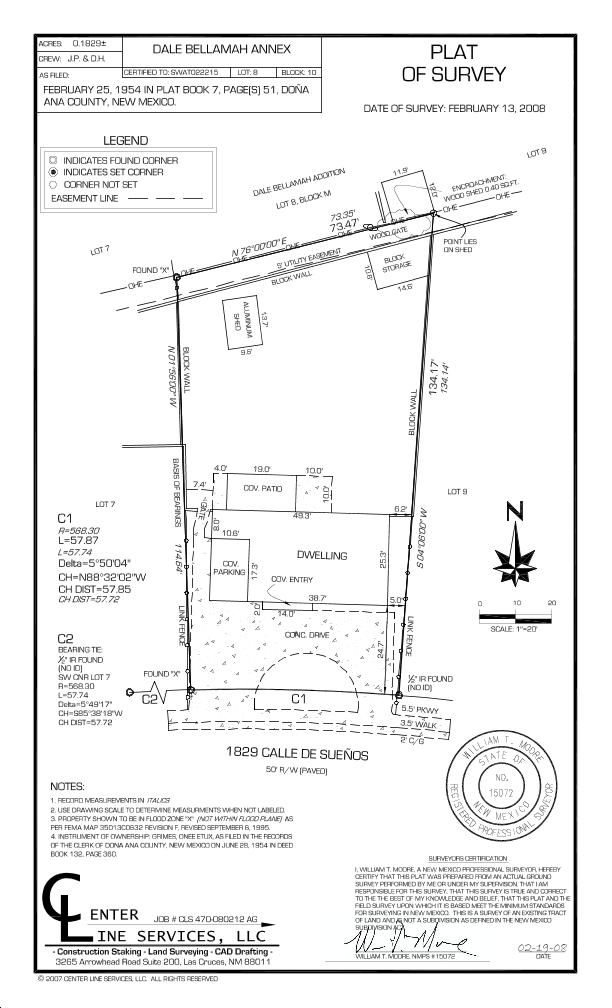 ACRES: 0.1829±
CREW: J.P. & O.H.
AS FILED:
DALE BELLAMAH ANNEX
CERTIFIED TO: SWAT022215 LOT: 8 BLOCK: 10
FEBRUARY 25, 1954 IN PLAT BOOK 7, PAGE(S) 51, DOÑA
ANA COUNTY, NEW MEXICO.
PLAT
OF SURVEY
DATE OF SURVEY: FEBRUARY 13, 2008
LEGEND
INDICATES FOUND CORNER
INDICATES SET CORNER
CORNER NOT SET
EASEMENT LINE
DALE BELLAMAH ADDITION
LOT 8, BLOCK M
LOT 9
LOT 7
11.9'
12.0'
ENCROACHMENT:
WOOD SHED 0.40 SQ.FT.
OHE
OHE
73.35'
73.47'
OHE
WOOD GATE
POINT LIES
ON SHED
N 76°00'00" E
OHE
OHE
FOUND "X"
OHE
OHE
5' UTILITY EASEMENT
BLOCK WALL
BLOCK
STORAGE
10.6'
14.6'
ALUMINUM
SHED
13.7'
9.6'
N 01°56'00" W
BLOCK WALL
134.17'
134.14'
BLOCK WALL
BASIS OF BEARINGS
114.64'
LOT 7
LOT 9
4.0'
19.0'
10.0'
7.4'
COV. PATIO
10.0'
GATE
8.0'
49.3'
6.2'
10.6'
DWELLING
COV.
PARKING
17.3'
COV. ENTRY
25.3'
S 04°06'00" W
2.0'
38.7'
5.0'
14.0'
CONC. DRIVE
24.7'
LINK FENCE
LINK FENCE
C1
R=568.30
L=57.87
L=57.74
Delta=5°50'04"
CH=N88°32'02"W
CH DIST=57.85
CH DIST=57.72
C2
BEARING TIE:
½" IR FOUND
(NO ID)
SW CNR LOT 7
R=568.30
L=57.74
Delta=5°49'17"
CH=S85°38'18"W
CH DIST=57.72
FOUND "X"
C2
C1
½" IR FOUND
(NO ID)
5.5' PKWY
3.5' WALK
2' C/G
N
0 10 20
SCALE: 1"=20'
1829 CALLE DE SUEÑOS
50' R/W (PAVED)
WILLIAM T. MOORE
STATE OF
NO.
15072
NEW MEXICO
REGISTERED PROFESSIONAL SURVEYOR
NOTES:
1. RECORD MEASUREMENTS IN ITALICS
2. USE DRAWING SCALE TO DETERMINE MEASURMENTS WHEN NOT LABELED.
3. PROPERTY SHOWN TO BE IN FLOOD ZONE "X" (NOT WITHIN FLOOD PLANE) AS
PER FEMA MAP 35013C0632 REVISION F, REVISED SEPTEMBER 6, 1995.
4. INSTRUMENT OF OWNERSHIP: GRIMES, ONEE ETUX, AS FILED IN THE RECORDS
OF THE CLERK OF DONA ANA COUNTY, NEW MEXICO ON JUNE 28, 1954 IN DEED
BOOK 132, PAGE 360.
SURVEYORS CERTIFICATION
I, WILLIAM T. MOORE, A NEW MEXICO PROFESSIONAL SURVEYOR, HEREBY
CERTIFY THAT THIS PLAT WAS PREPARED FROM AN ACTUAL GROUND
SURVEY PERFORMED BY ME OR UNDER MY SUPERVISION, THAT I AM
RESPONSIBLE FOR THIS SURVEY, THAT THIS SURVEY IS TRUE AND CORRECT
TO THE THE BEST OF MY KNOWLEDGE AND BELIEF, THAT THIS PLAT AND THE
FIELD SURVEY UPON WHICH IT IS BASED MEET THE MINIMUM STANDARDS
FOR SURVEYING IN NEW MEXICO. THIS IS A SURVEY OF AN EXISTING TRACT
OF LAND AND IS NOT A SUBDIVISION AS DEFINED IN THE NEW MEXICO
SUBDIVISION ACT.
William T. Moore
WILLIAM T. MOORE, NMPS #15072
02-19-08
DATE
CENTER
LINE SERVICES, LLC
JOB # CLS 470-080212 AG
- Construction Staking - Land Surveying - CAD Drafting -
3265 Arrowhead Road Suite 200, Las Cruces, NM 88011
© 2007 CENTER LINE SERVICES, LLC. ALL RIGHTS RESERVED